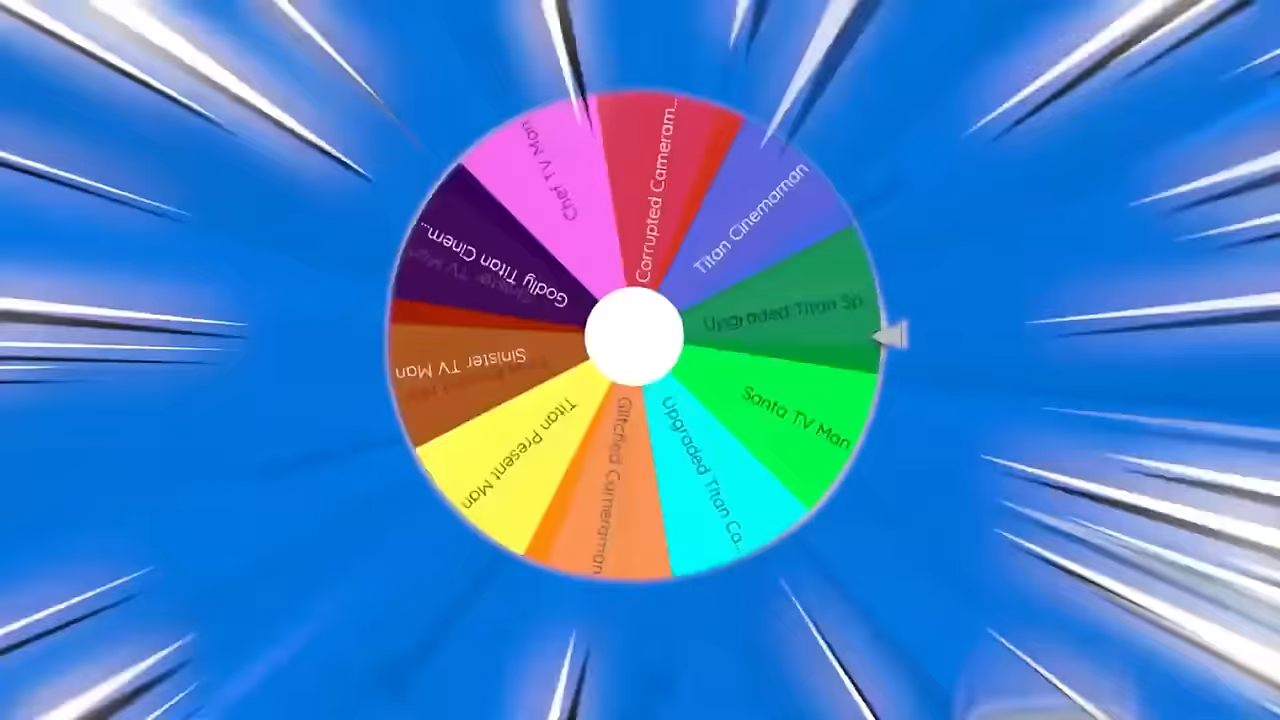 Corrupted Cameram...
Titan Cinemaman
Upgraded Titan Sp
Santa TV Man
Upgraded Titan Ca...
Glitched Cameraman
Titan Present Man
Sinister TV Man
Godly Titan Cinem...
Chef TV Man